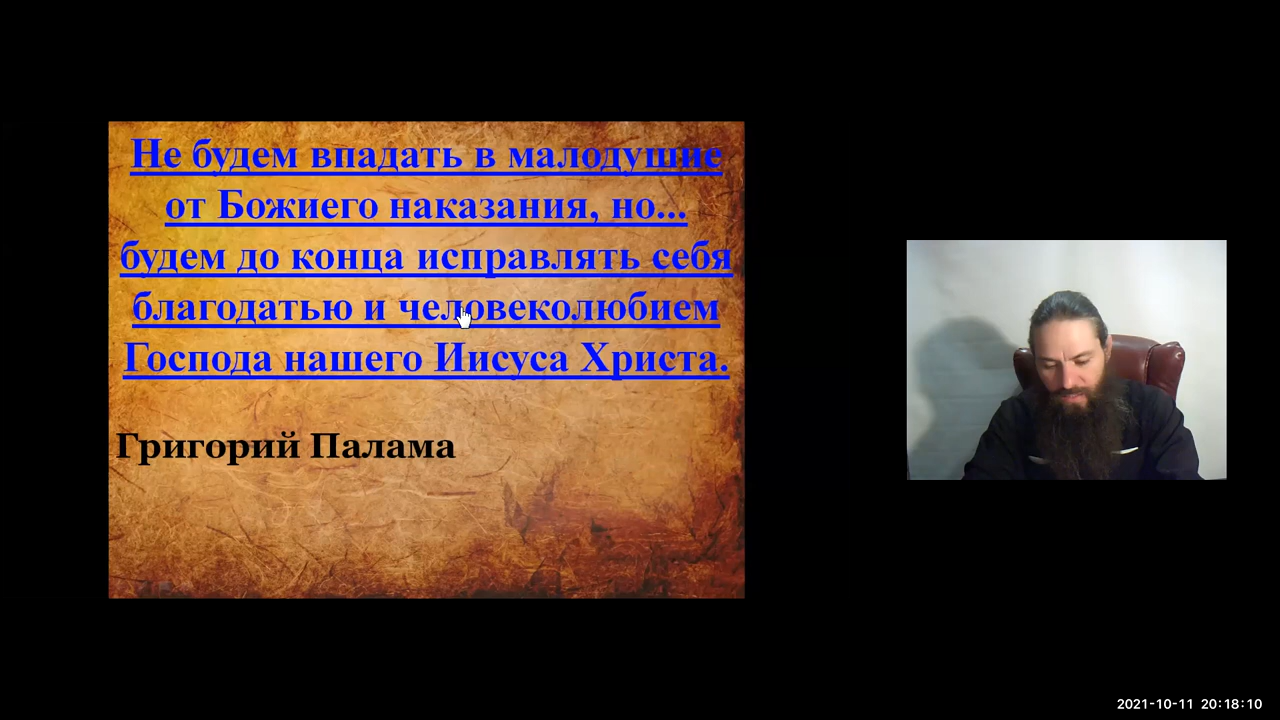 Не будем впадать в малодушие
от Божиего наказания, но...
будем до конца исправлять себя
благодатью и человеколюбием
Господа нашего Иисуса Христа.
Григорий Палама
2021-10-11 20:18:10